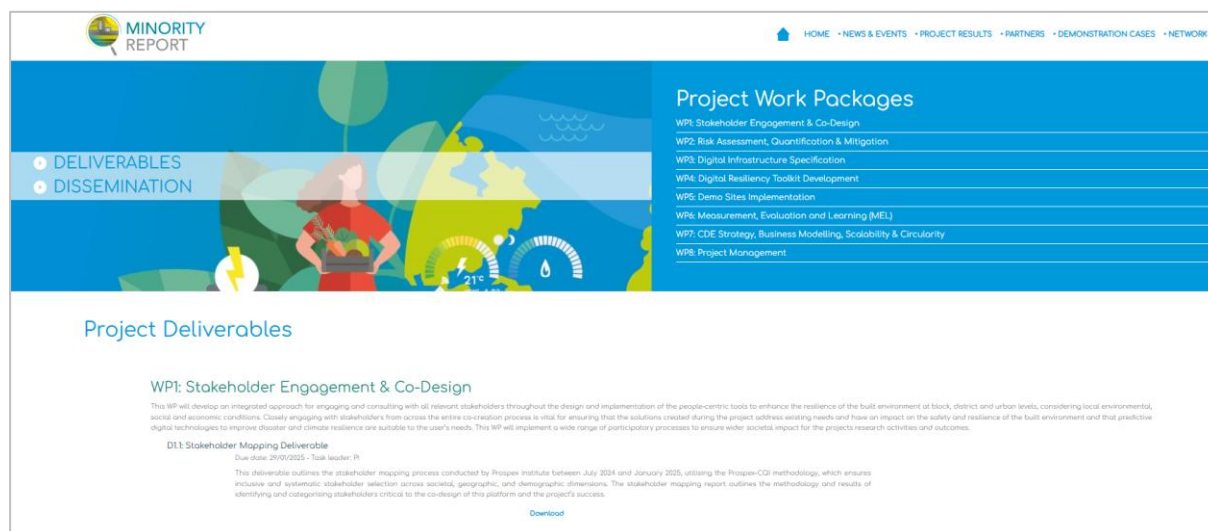 MINORITY
REPORT
HOME • NEWS & EVENTS • PROJECT RESULTS • PARTNERS • DEMONSTRATION CASES • NETWORK
DELIVERABLES
DISSEMINATION
21°C
Project Work Packages
WP1: Stakeholder Engagement & Co-Design
WP2: Risk Assessment, Quantification & Mitigation
WP3: Digital Infrastructure Specification
WP4: Digital Resiliency Toolkit Development
WP5: Demo Sites Implementation
WP6: Measurement, Evaluation and Learning (MEL)
WP7: CDE Strategy, Business Modelling, Scalability & Circularity
WP8: Project Management
Project Deliverables
WP1: Stakeholder Engagement & Co-Design
This WP will develop an integrated approach for engaging and consulting with all relevant stakeholders throughout the design and implementation of the people-centric tools to enhance the resilience of the built environment at block, district and urban levels, considering local environmental,
social and economic conditions. Closely engaging with stakeholders from across the entire co-creation process is vital for ensuring that the solutions created during the project address existing needs and have an impact on the safety and resilience of the built environment and that predictive
digital technologies to improve disaster and climate resilience are suitable to the user's needs. This WP will implement a wide range of participatory processes to ensure wider societal impact for the projects research activities and outcomes.
D1.1: Stakeholder Mapping Deliverable
Due date: 29/01/2025 - Task leader: PI
This deliverable outlines the stakeholder mapping process conducted by Prospex Institute between July 2024 and January 2025, utilising the Prospex-CQI methodology, which ensures
inclusive and systematic stakeholder selection across societal, geographic, and demographic dimensions. The stakeholder mapping report outlines the methodology and results of
identifying and categorising stakeholders critical to the co-design of this platform and the project's success.
Download